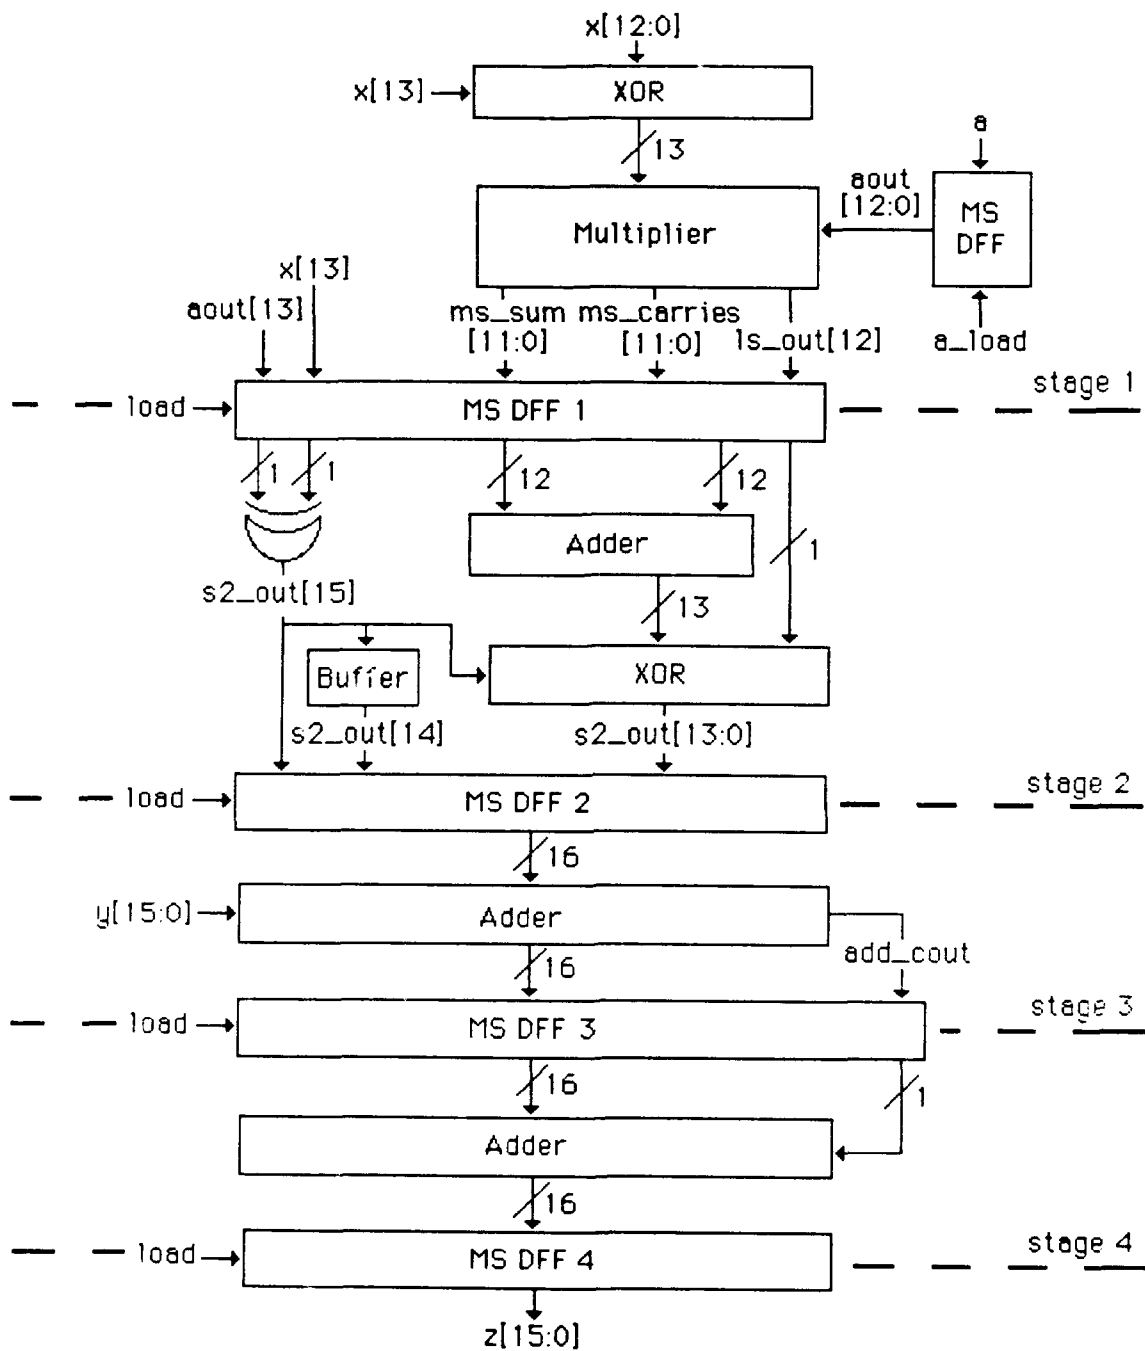 x[12:0]
x[13]
XOR
13
a
aout
[12:0]
MS
DFF
Multiplier
x[13]
aout[13]
ms_sum
[11:0]
ms_carries
[11:0]
ls_out[12]
a_load
load
MS DFF 1
stage 1
1
1
12
12
Adder
1
s2_out[15]
13
Buffer
XOR
s2_out[14]
s2_out[13:0]
load
MS DFF 2
stage 2
16
y[15:0]
Adder
16
add_cout
load
MS DFF 3
stage 3
16
1
Adder
16
load
MS DFF 4
stage 4
z[15:0]